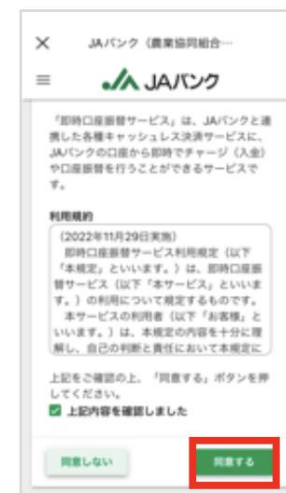 × JAバンク（農業協同組合…
≡ JAバンク
「即時口座振替サービス」は、JAバンクと連
携した各種キャッシュレス決済サービスに、
JAバンクの口座から即時でチャージ（入金）
や口座振替を行うことができるサービスで
す。
利用規約
（2022年11月29日実施）
即時口座振替サービス利用規定（以下
「本規定」といいます。）は、即時口座振
替サービス（以下「本サービス」といいま
す。）の利用について規定するものです。
本サービスの利用者（以下「お客様」と
いいます。）は、本規定の内容を十分に理
解し、自己の判断と責任において本規定に
上記をご確認の上、「同意する」ボタンを押
してください。
上記内容を確認しました
同意しない 同意する